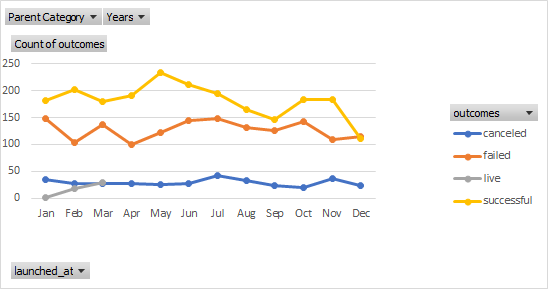 Parent Category Years
Count of outcomes
250
200
150
100
50
0
Jan Feb Mar Apr May Jun Jul Aug Sep Oct Nov Dec
outcomes
canceled
failed
live
successful
launched_at